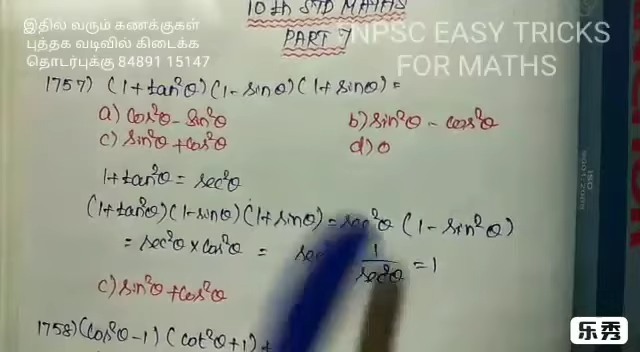 10th STD MATHS
PART 7
இதில் வரும் கணக்குகள்
புத்தக வடிவில் கிடைக்க
தொடர்புக்கு 84891 15147
TNPSC EASY TRICKS
FOR MATHS
1757) (1+tan²θ)(1-sinθ)(1+sinθ)=
a) cos²θ-sin²θ b) sin²θ-cos²θ
c) sin²θ+cos²θ d) 0
1+tan²θ = sec²θ
(1+tan²θ)(1-sinθ)(1+sinθ) = sec²θ (1-sin²θ)
= sec²θ × cos²θ = 1/sec²θ = 1
c) sin²θ+cos²θ
1758) (cos²θ-1)(cot²θ+1)+
乐秀